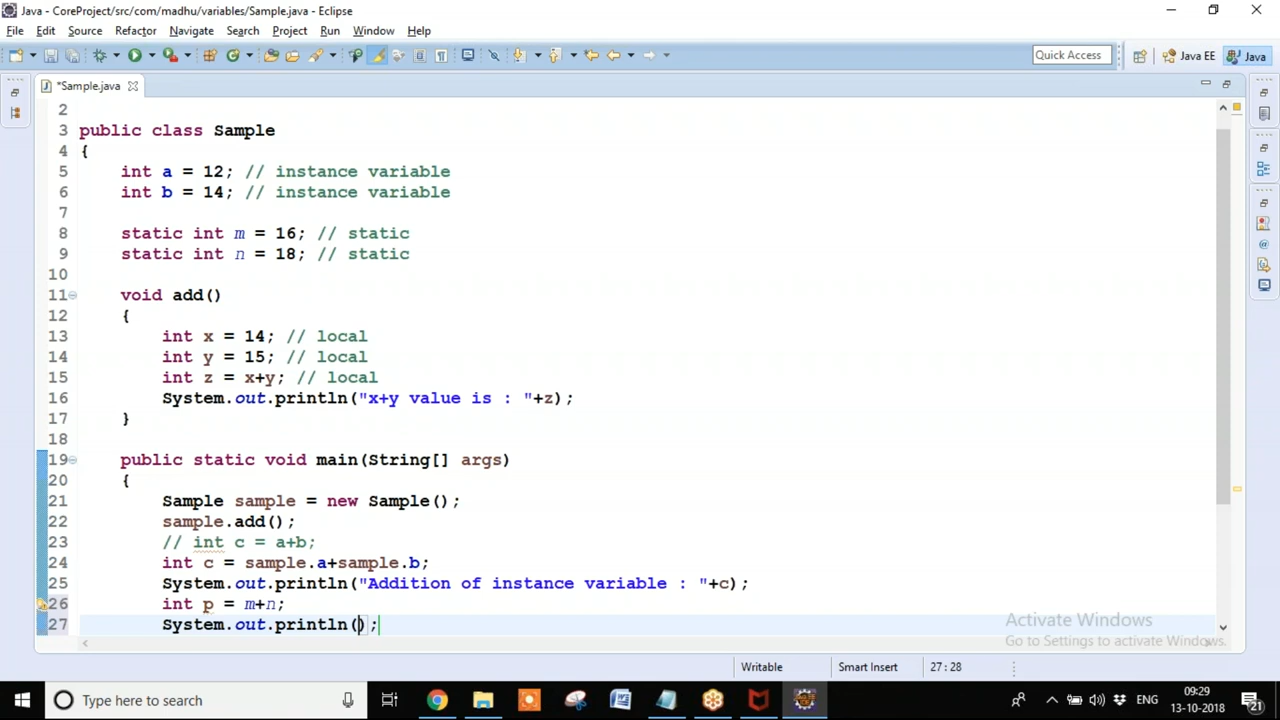 Java - CoreProject/src/com/madhu/variables/Sample.java - Eclipse
File Edit Source Refactor Navigate Search Project Run Window Help
Quick Access Java EE Java
*Sample.java
2
3 public class Sample
4 {
5 int a = 12; // instance variable
6 int b = 14; // instance variable
7
8 static int m = 16; // static
9 static int n = 18; // static
10
11 void add()
12 {
13 int x = 14; // local
14 int y = 15; // local
15 int z = x+y; // local
16 System.out.println("x+y value is : "+z);
17 }
18
19 public static void main(String[] args)
20 {
21 Sample sample = new Sample();
22 sample.add();
23 // int c = a+b;
24 int c = sample.a+sample.b;
25 System.out.println("Addition of instance variable : "+c);
26 int p = m+n;
27 System.out.println();
Activate Windows
Go to Settings to activate Windows.
Writable Smart Insert 27 : 28
Type here to search
ENG
09:29
13-10-2018
21